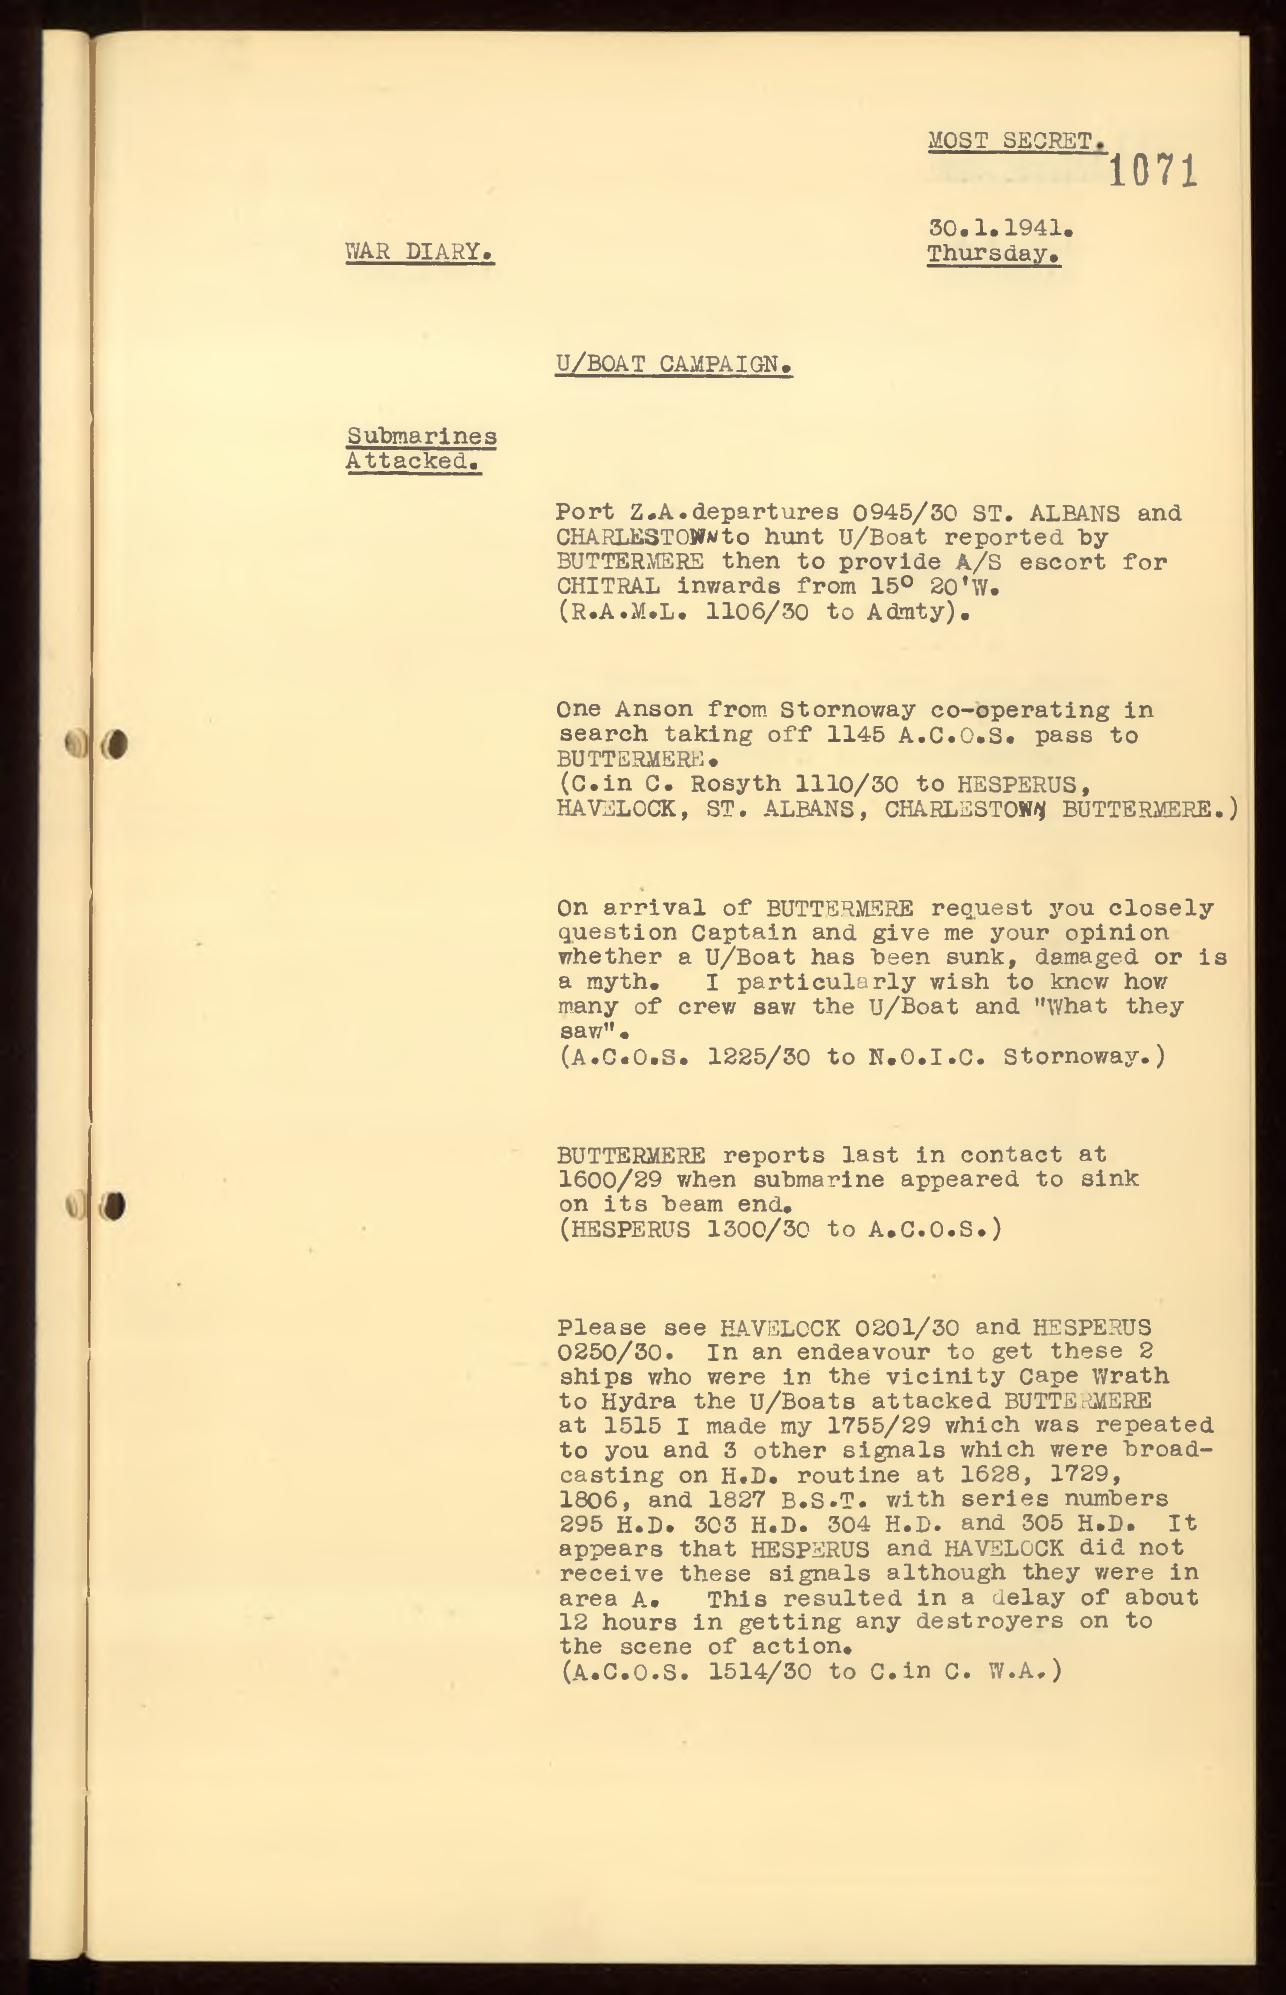 MOST SECRET.
1071
30.1.1941.
WAR DIARY.
Thursday.
U/BOAT CAMPAIGN.
Submarines
Attacked.
Port Z.A.departures 0945/30 ST. ALBANS and
CHARLESTOWN to hunt U/Boat reported by
BUTTERMERE then to provide A/S escort for
CHITRAL inwards from 15º 20'W.
(R.A.M.L. 1106/30 to Admty).
One Anson from Stornoway co-operating in
search taking off 1145 A.C.O.S. pass to
BUTTERMERE.
(C.in C. Rosyth 1110/30 to HESPERUS,
HAVELOCK, ST. ALBANS, CHARLESTOWN, BUTTERMERE.)
On arrival of BUTTERMERE request you closely
question Captain and give me your opinion
whether a U/Boat has been sunk, damaged or is
a myth. I particularly wish to know how
many of crew saw the U/Boat and "What they
saw".
(A.C.O.S. 1225/30 to N.O.I.C. Stornoway.)
BUTTERMERE reports last in contact at
1600/29 when submarine appeared to sink
on its beam end.
(HESPERUS 1300/30 to A.C.O.S.)
Please see HAVELOCK 0201/30 and HESPERUS
0250/30. In an endeavour to get these 2
ships who were in the vicinity Cape Wrath
to Hydra the U/Boats attacked BUTTERMERE
at 1515 I made my 1755/29 which was repeated
to you and 3 other signals which were broad-
casting on H.D. routine at 1628, 1729,
1806, and 1827 B.S.T. with series numbers
295 H.D. 303 H.D. 304 H.D. and 305 H.D. It
appears that HESPERUS and HAVELOCK did not
receive these signals although they were in
area A. This resulted in a delay of about
12 hours in getting any destroyers on to
the scene of action.
(A.C.O.S. 1514/30 to C.in C. W.A.)